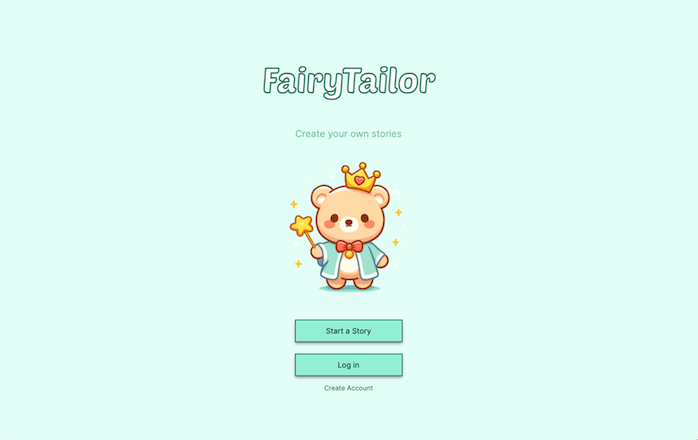 FairyTailor
Create your own stories
Start a Story
Log in
Create Account